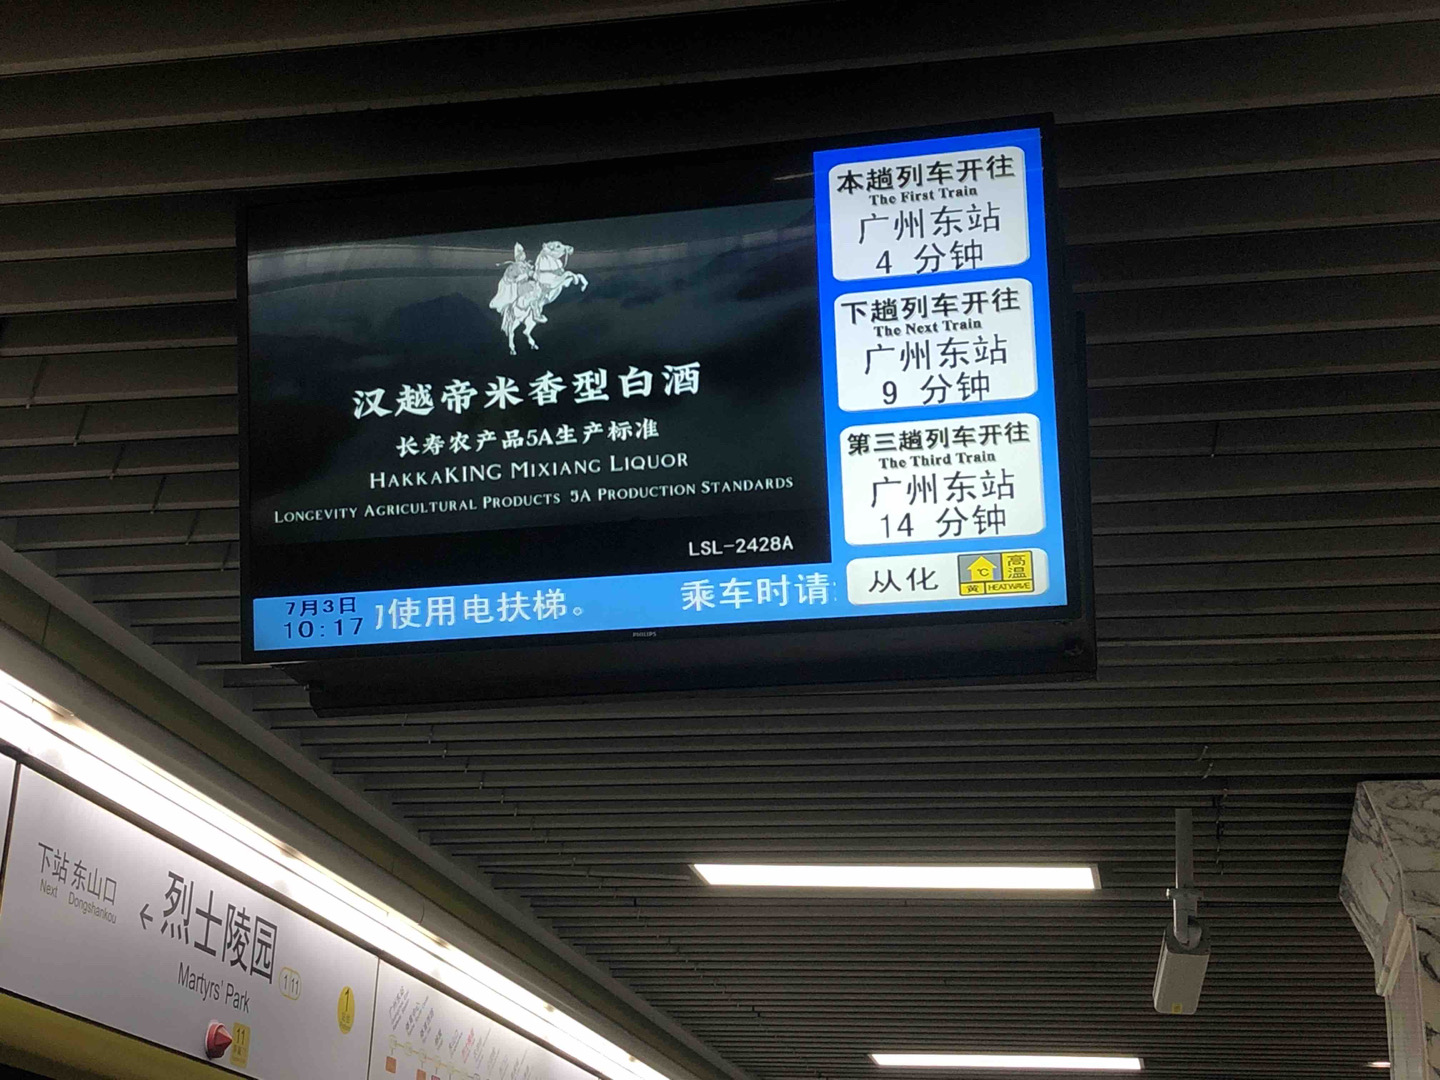 本趟列车开往
The First Train
广州东站
4 分钟
下趟列车开往
The Next Train
广州东站
9 分钟
第三趟列车开往
The Third Train
广州东站
14 分钟
从化
℃
高温
黄 HEAT WAVE
汉越帝米香型白酒
长寿农产品5A生产标准
HAKKAKING MIXIANG LIQUOR
LONGEVITY AGRICULTURAL PRODUCTS 5A PRODUCTION STANDARDS
LSL-2428A
7月3日
10:17
使用电扶梯。 乘车时请
PHILIPS
下站 东山口
Next Dongshankou
← 烈士陵园 1 11
Martyrs' Park
1
11